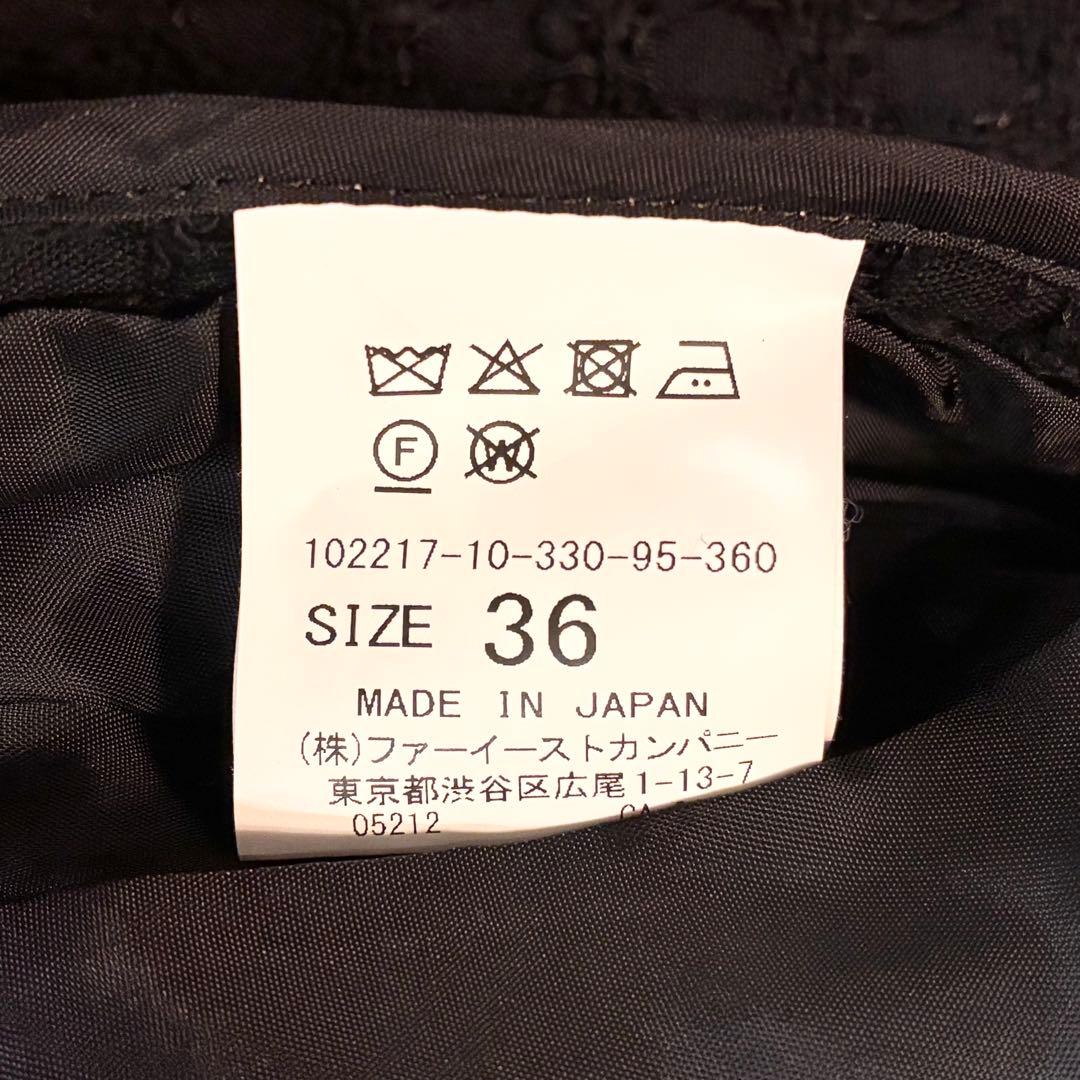 F W
102217-10-330-95-360
SIZE 36
MADE IN JAPAN
(株)ファーイーストカンパニー
東京都渋谷区広尾1-13-7
05212